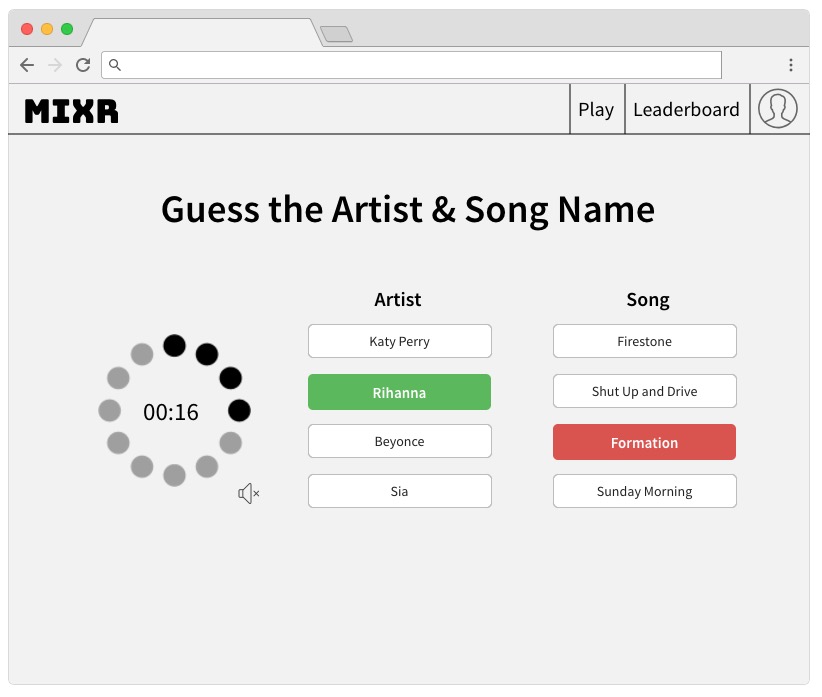 MIXR
Play
Leaderboard
Guess the Artist & Song Name
Artist
Song
Katy Perry
Firestone
Rihanna
Shut Up and Drive
00:16
Beyonce
Formation
Sia
Sunday Morning